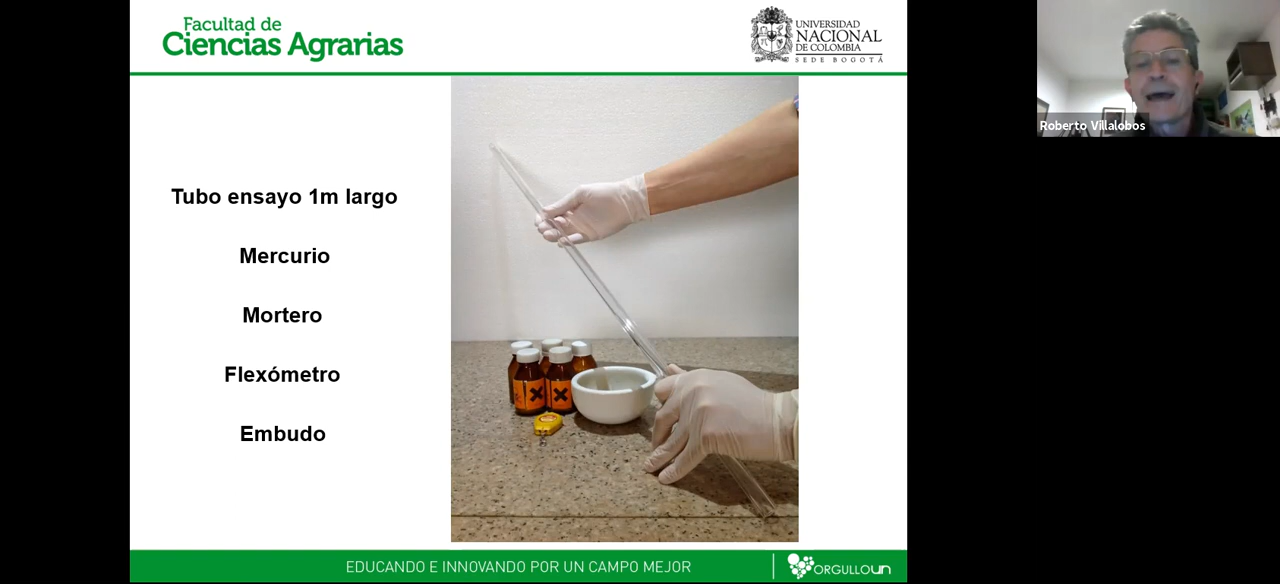 Facultad de
Ciencias Agrarias
UNIVERSIDAD
NACIONAL
DE COLOMBIA
SEDE BOGOTÁ
Roberto Villalobos
Tubo ensayo 1m largo
Mercurio
Mortero
Flexómetro
Embudo
EDUCANDO E INNOVANDO POR UN CAMPO MEJOR
ORGULLOUN